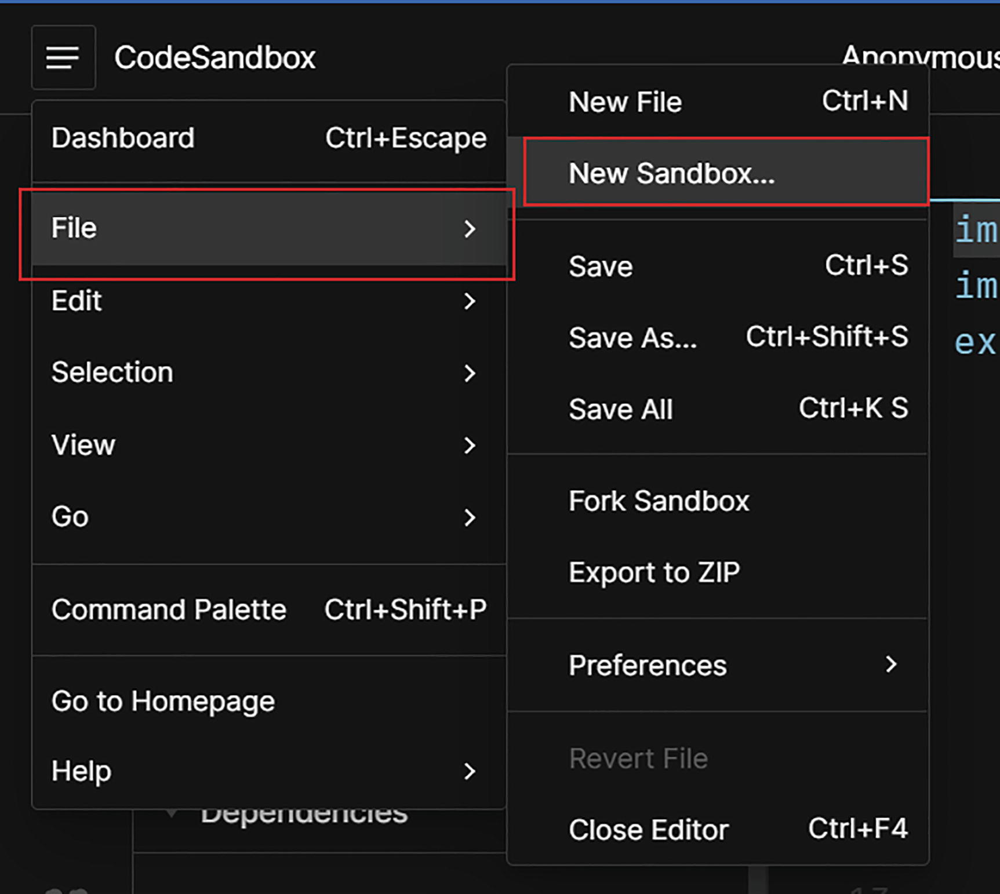 CodeSandbox
Anonymous
Dashboard Ctrl+Escape
File
Edit
Selection
View
Go
Command Palette Ctrl+Shift+P
Go to Homepage
Help
New File Ctrl+N
New Sandbox...
Save Ctrl+S
Save As... Ctrl+Shift+S
Save All Ctrl+K S
Fork Sandbox
Export to ZIP
Preferences
Revert File
Close Editor Ctrl+F4
im
im
ex
Dependencies
17